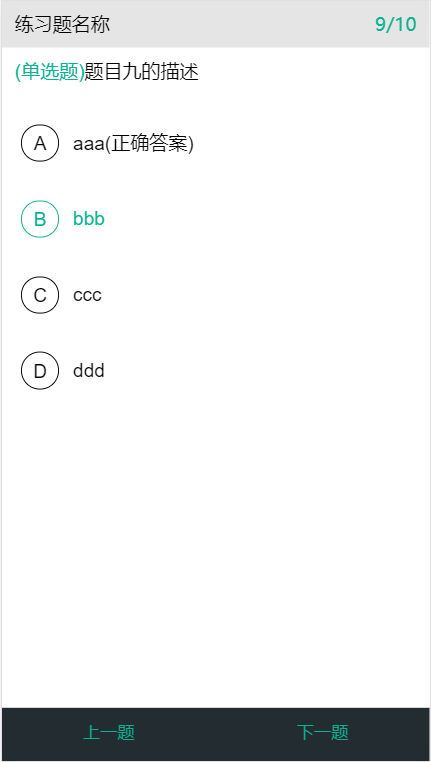 练习题名称 9/10
(单选题)题目九的描述
A aaa(正确答案)
B bbb
C ccc
D ddd
上一题 下一题